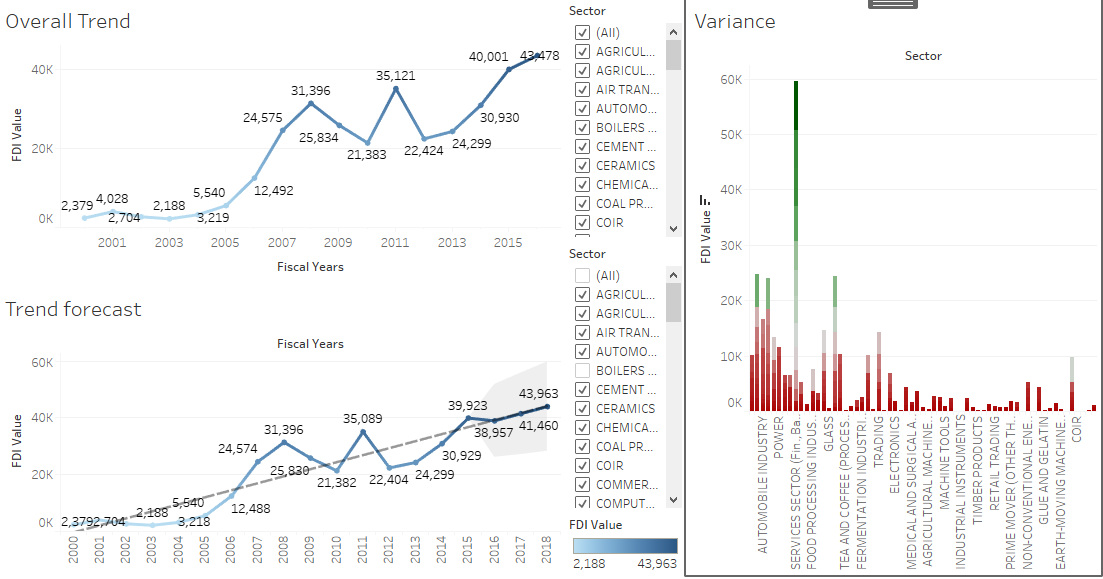 Overall Trend
FDI Value
40K
20K
0K
2,379
4,028
2,704
2,188
3,219
5,540
12,492
24,575
31,396
25,834
21,383
35,121
22,424
24,299
30,930
40,001
43,478
2001
2003
2005
2007
2009
2011
2013
2015
Fiscal Years
Trend forecast
Fiscal Years
FDI Value
60K
40K
20K
0K
2,379
2,704
2,188
3,218
5,540
12,488
24,574
31,396
25,830
21,382
35,089
22,404
24,299
30,929
39,923
38,957
41,460
43,963
2000
2001
2002
2003
2004
2005
2006
2007
2008
2009
2010
2011
2012
2013
2014
2015
2016
2017
2018
Sector
(All)
AGRICUL...
AGRICUL...
AIR TRAN...
AUTOMO...
BOILERS ...
CEMENT ...
CERAMICS
CHEMICA...
COAL PR...
COIR
Sector
(All)
AGRICUL...
AGRICUL...
AIR TRAN...
AUTOMO...
BOILERS ...
CEMENT ...
CERAMICS
CHEMICA...
COAL PR...
COIR
COMMER...
COMPUT...
FDI Value
2,188
43,963
Variance
Sector
FDI Value
60K
50K
40K
30K
20K
10K
0K
AUTOMOBILE INDUSTRY
POWER
SERVICES SECTOR (Fin., Ba..
FOOD PROCESSING INDUS..
GLASS
TEA AND COFFEE (PROCES..
FERMENTATION INDUSTRI..
TRADING
ELECTRONICS
MEDICAL AND SURGICAL A..
AGRICULTURAL MACHINE..
MACHINE TOOLS
INDUSTRIAL INSTRUMENTS
TIMBER PRODUCTS
RETAIL TRADING
PRIME MOVER (OTHER TH..
NON-CONVENTIONAL ENE..
GLUE AND GELATIN
EARTH-MOVING MACHINE..
COIR